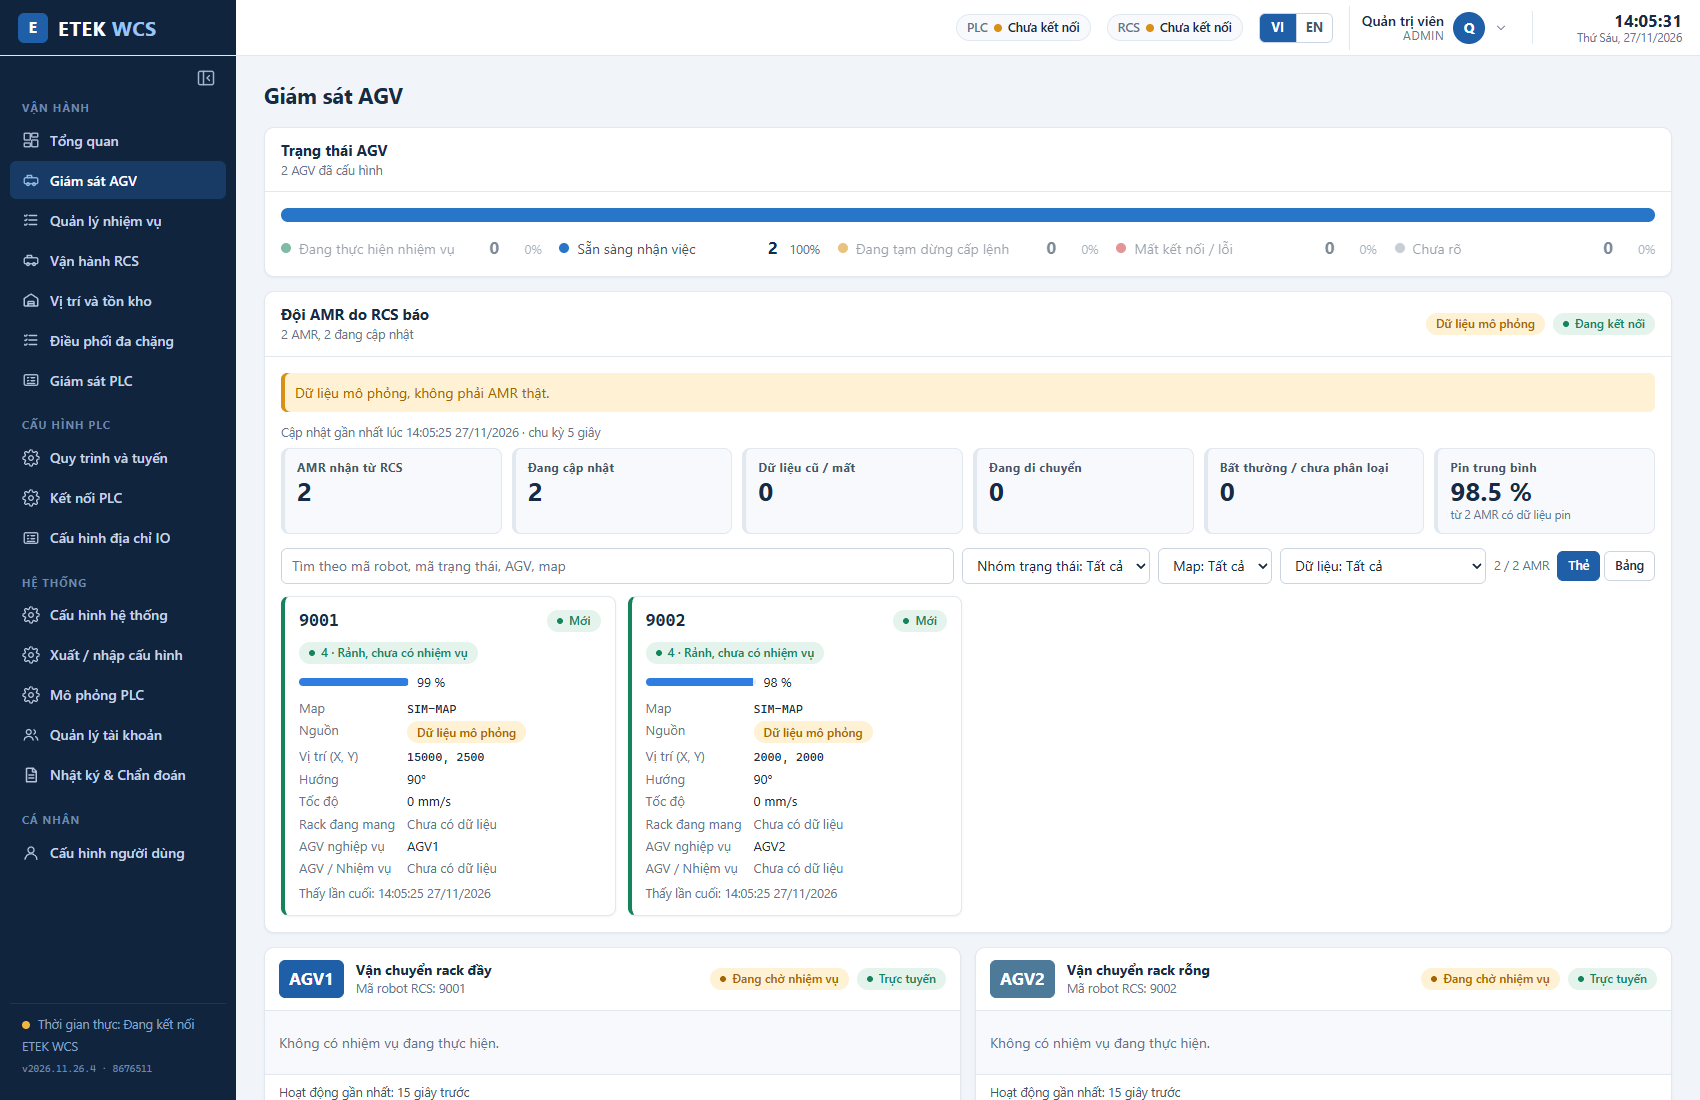 E ETEK WCS
PLC Chưa kết nối
RCS Chưa kết nối
VI EN
Quản trị viên
ADMIN
Q
14:05:31
Thứ Sáu, 27/11/2026
VẬN HÀNH
Tổng quan
Giám sát AGV
Quản lý nhiệm vụ
Vận hành RCS
Vị trí và tồn kho
Điều phối đa chặng
Giám sát PLC
CẤU HÌNH PLC
Quy trình và tuyến
Kết nối PLC
Cấu hình địa chỉ IO
HỆ THỐNG
Cấu hình hệ thống
Xuất / nhập cấu hình
Mô phỏng PLC
Quản lý tài khoản
Nhật ký & Chẩn đoán
CÁ NHÂN
Cấu hình người dùng
Thời gian thực: Đang kết nối
ETEK WCS
v2026.11.26.4 · 8676511
Giám sát AGV
Trạng thái AGV
2 AGV đã cấu hình
Đang thực hiện nhiệm vụ 0 0%
Sẵn sàng nhận việc 2 100%
Đang tạm dừng cấp lệnh 0 0%
Mất kết nối / lỗi 0 0%
Chưa rõ 0 0%
Đội AMR do RCS báo
2 AMR, 2 đang cập nhật
Dữ liệu mô phỏng
Đang kết nối
Dữ liệu mô phỏng, không phải AMR thật.
Cập nhật gần nhất lúc 14:05:25 27/11/2026 · chu kỳ 5 giây
AMR nhận từ RCS
2
Đang cập nhật
2
Dữ liệu cũ / mất
0
Đang di chuyển
0
Bất thường / chưa phân loại
0
Pin trung bình
98.5 %
từ 2 AMR có dữ liệu pin
Tìm theo mã robot, mã trạng thái, AGV, map
Nhóm trạng thái: Tất cả
Map: Tất cả
Dữ liệu: Tất cả
2 / 2 AMR
Thẻ
Bảng
9001
Mới
4 · Rảnh, chưa có nhiệm vụ
99 %
Map SIM-MAP
Nguồn Dữ liệu mô phỏng
Vị trí (X, Y) 15000, 2500
Hướng 90°
Tốc độ 0 mm/s
Rack đang mang Chưa có dữ liệu
AGV nghiệp vụ AGV1
AGV / Nhiệm vụ Chưa có dữ liệu
Thấy lần cuối: 14:05:25 27/11/2026
9002
Mới
4 · Rảnh, chưa có nhiệm vụ
98 %
Map SIM-MAP
Nguồn Dữ liệu mô phỏng
Vị trí (X, Y) 2000, 2000
Hướng 90°
Tốc độ 0 mm/s
Rack đang mang Chưa có dữ liệu
AGV nghiệp vụ AGV2
AGV / Nhiệm vụ Chưa có dữ liệu
Thấy lần cuối: 14:05:25 27/11/2026
AGV1
Vận chuyển rack đầy
Mã robot RCS: 9001
Đang chờ nhiệm vụ
Trực tuyến
Không có nhiệm vụ đang thực hiện.
Hoạt động gần nhất: 15 giây trước
AGV2
Vận chuyển rack rỗng
Mã robot RCS: 9002
Đang chờ nhiệm vụ
Trực tuyến
Không có nhiệm vụ đang thực hiện.
Hoạt động gần nhất: 15 giây trước